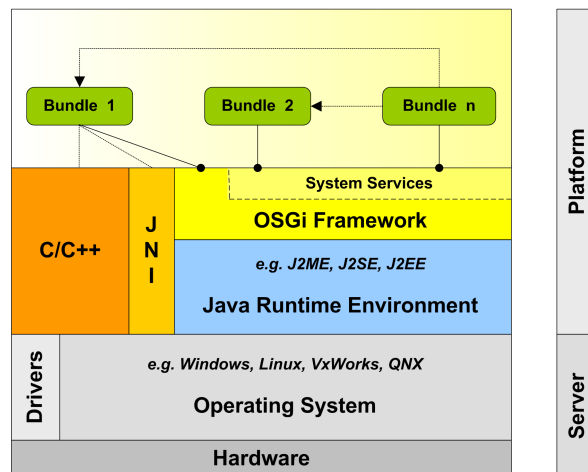 Bundle 1
Bundle 2
Bundle n
System Services
OSGi Framework
C/C++
J
N
I
e.g. J2ME, J2SE, J2EE
Java Runtime Environment
Drivers
e.g. Windows, Linux, VxWorks, QNX
Operating System
Hardware
Platform
Server